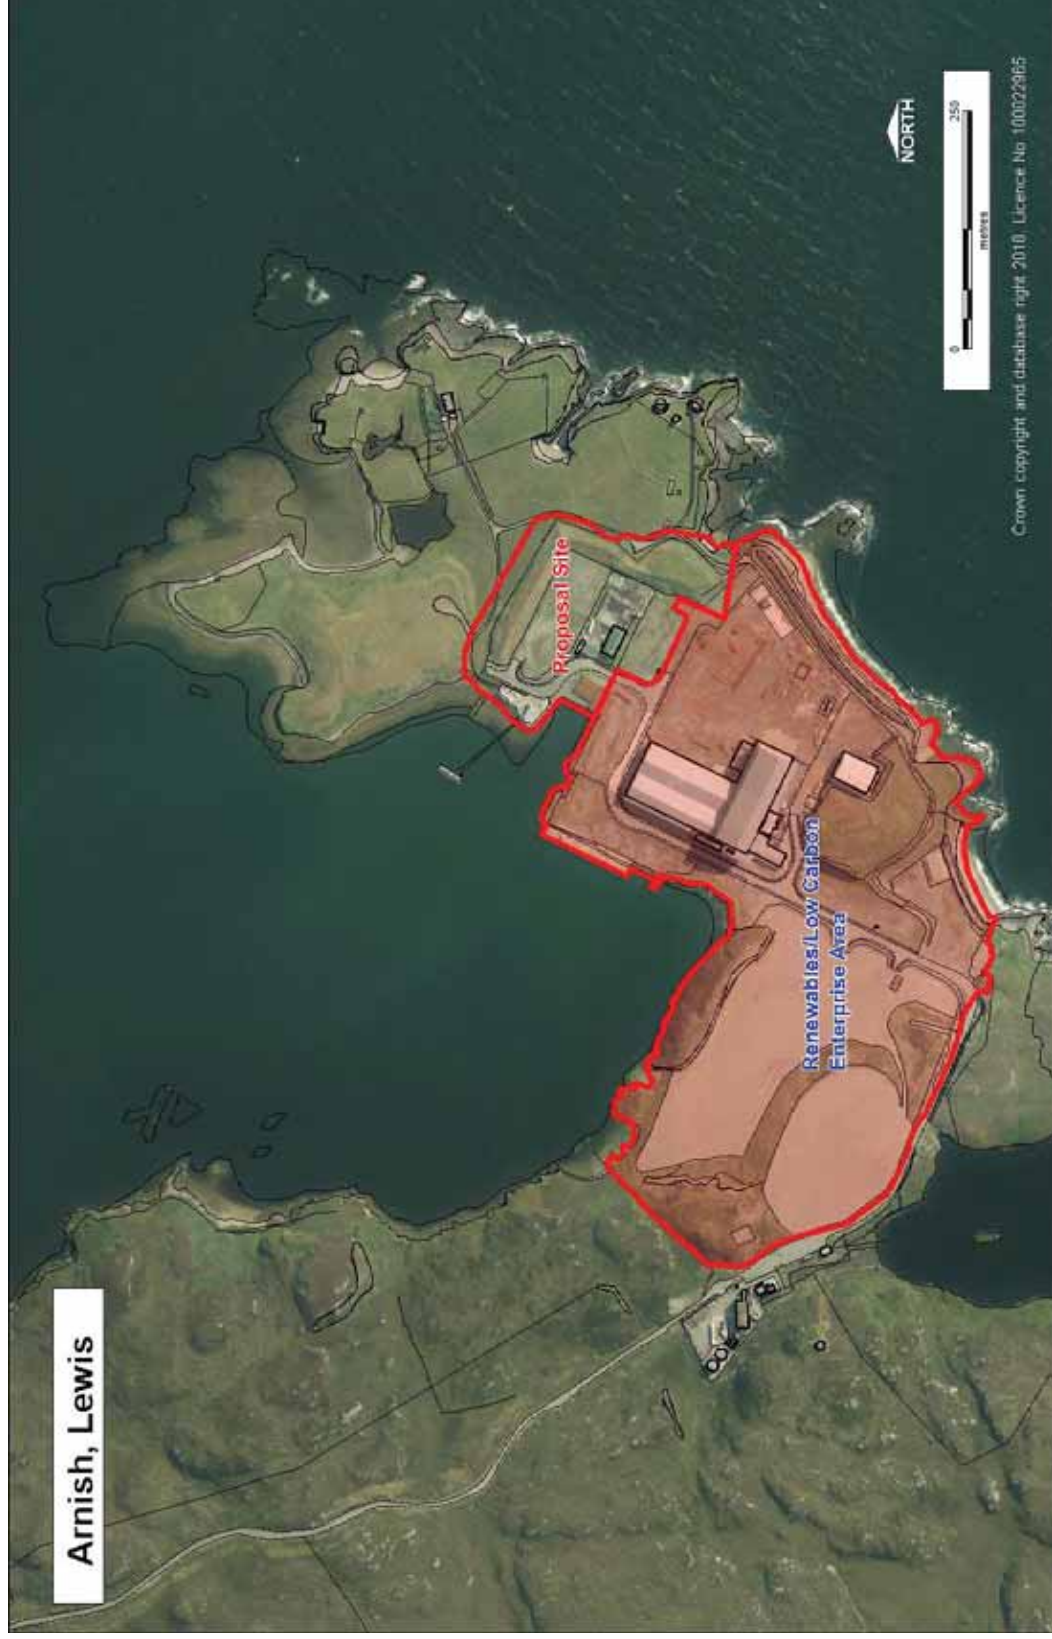 Arnish, Lewis
Proposal Site
Renewables/Low Carbon
Enterprise Area
NORTH
0 250
metres
Crown copyright and database right 2018. Licence No 100022965